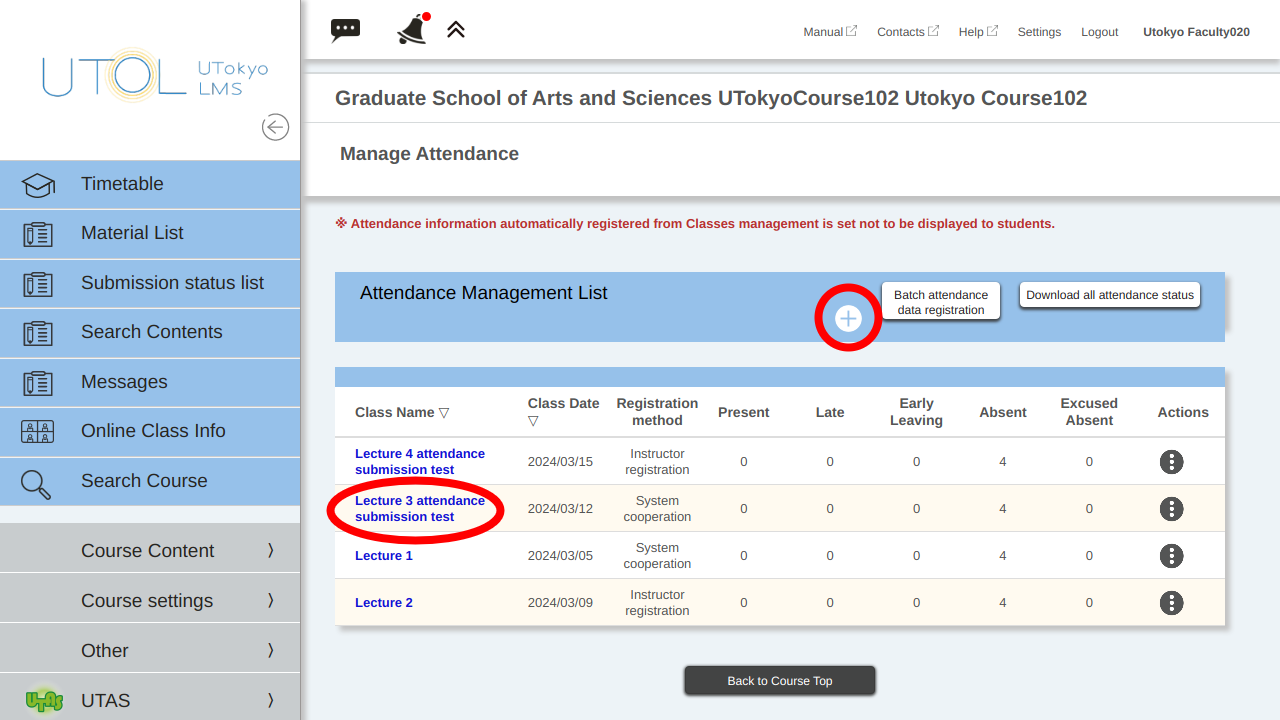 UTOL UTokyo
LMS
Manual Contacts Help Settings Logout Utokyo Faculty020
Timetable
Material List
Submission status list
Search Contents
Messages
Online Class Info
Search Course
Course Content 〉
Course settings 〉
Other 〉
UTAS UTAS 〉
Graduate School of Arts and Sciences UTokyoCourse102 Utokyo Course102
Manage Attendance
※ Attendance information automatically registered from Classes management is set not to be displayed to students.
Attendance Management List
Batch attendance
data registration
Download all attendance status
Class Name ▽
Class Date
▽
Registration
method
Present
Late
Early
Leaving
Absent
Excused
Absent
Actions
Lecture 4 attendance
submission test
2024/03/15
Instructor
registration
0 0 0 4 0
Lecture 3 attendance
submission test
2024/03/12
System
cooperation
0 0 0 4 0
Lecture 1
2024/03/05
System
cooperation
0 0 0 4 0
Lecture 2
2024/03/09
Instructor
registration
0 0 0 4 0
Back to Course Top